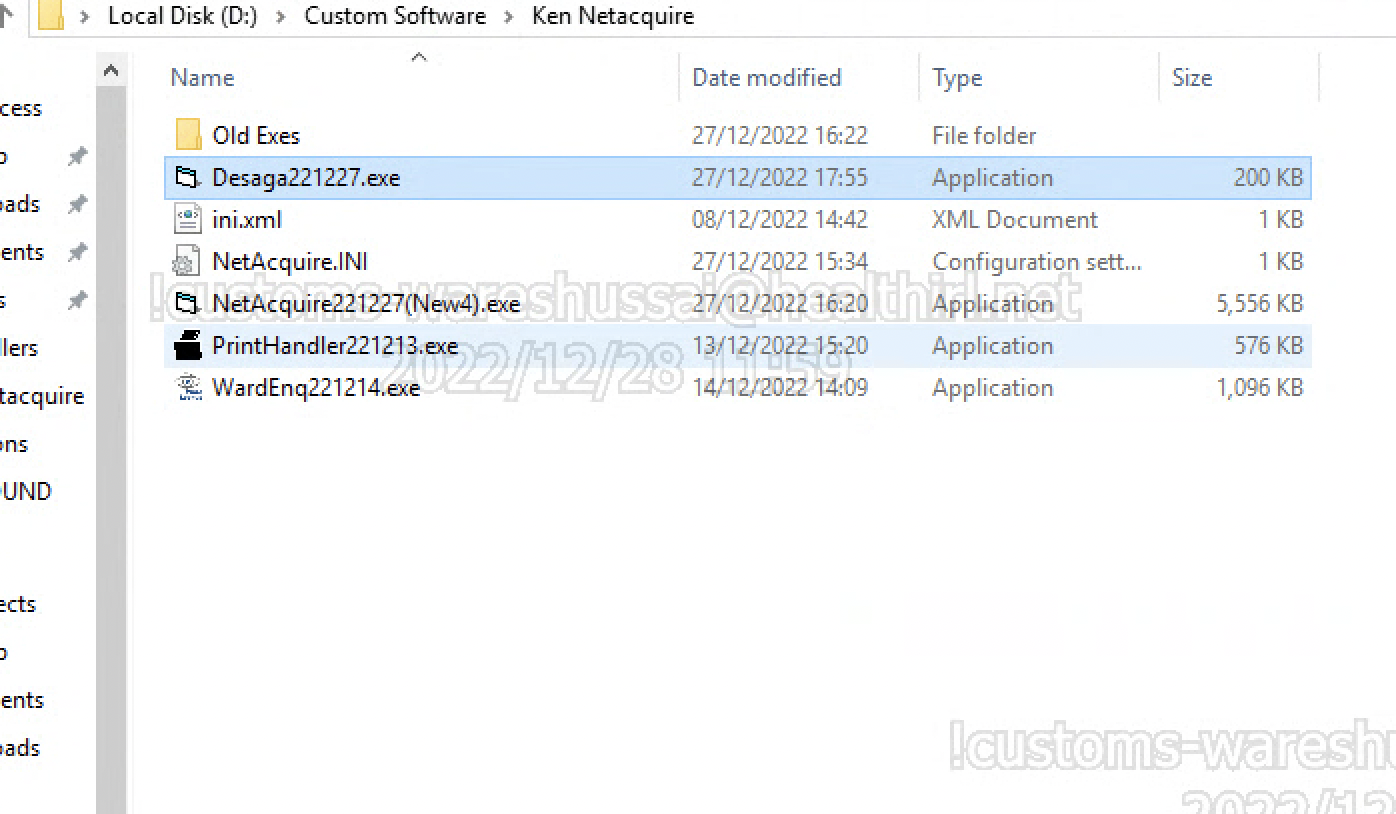 Local Disk (D:) > Custom Software > Ken Netacquire
Name Date modified Type Size
cess
Old Exes 27/12/2022 16:22 File folder
Desaga221227.exe 27/12/2022 17:55 Application 200 KB
oads
ini.xml 08/12/2022 14:42 XML Document 1 KB
ents
NetAcquire.INI 27/12/2022 15:34 Configuration sett... 1 KB
!customs-wareshussai@healthirl.net
s
NetAcquire221227(New4).exe 27/12/2022 16:20 Application 5,556 KB
llers
PrintHandler221213.exe 13/12/2022 15:20 Application 576 KB
2022/12/28 11:59
tacquire
WardEnq221214.exe 14/12/2022 14:09 Application 1,096 KB
ons
OUND
ects
ents
!customs-wareshu
oads
2022/12